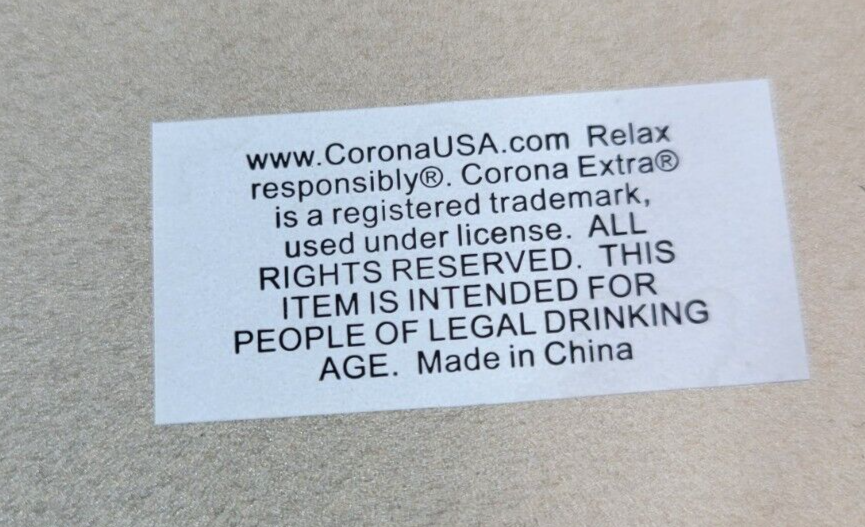 www.CoronaUSA.com Relax
responsibly®. Corona Extra®
is a registered trademark,
used under license. ALL
RIGHTS RESERVED. THIS
ITEM IS INTENDED FOR
PEOPLE OF LEGAL DRINKING
AGE. Made in China